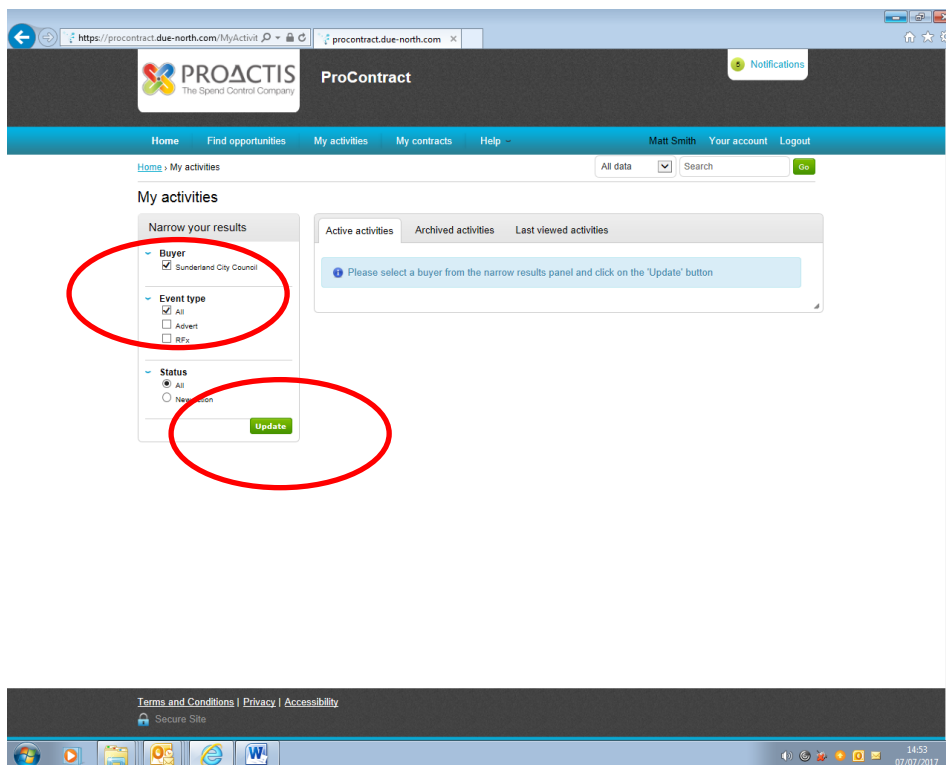 https://procontract.due-north.com/MyActivit
procontract.due-north.com
PROACTIS
The Spend Control Company
ProContract
Notifications
Home Find opportunities My activities My contracts Help Matt Smith Your account Logout
Home › My activities
All data Search Go
My activities
Narrow your results
Active activities Archived activities Last viewed activities
Buyer
Sunderland City Council
Please select a buyer from the narrow results panel and click on the 'Update' button
Event type
All
Advert
RFx
Status
All
Update
Terms and Conditions | Privacy | Accessibility
Secure Site
14:53
07/07/2017